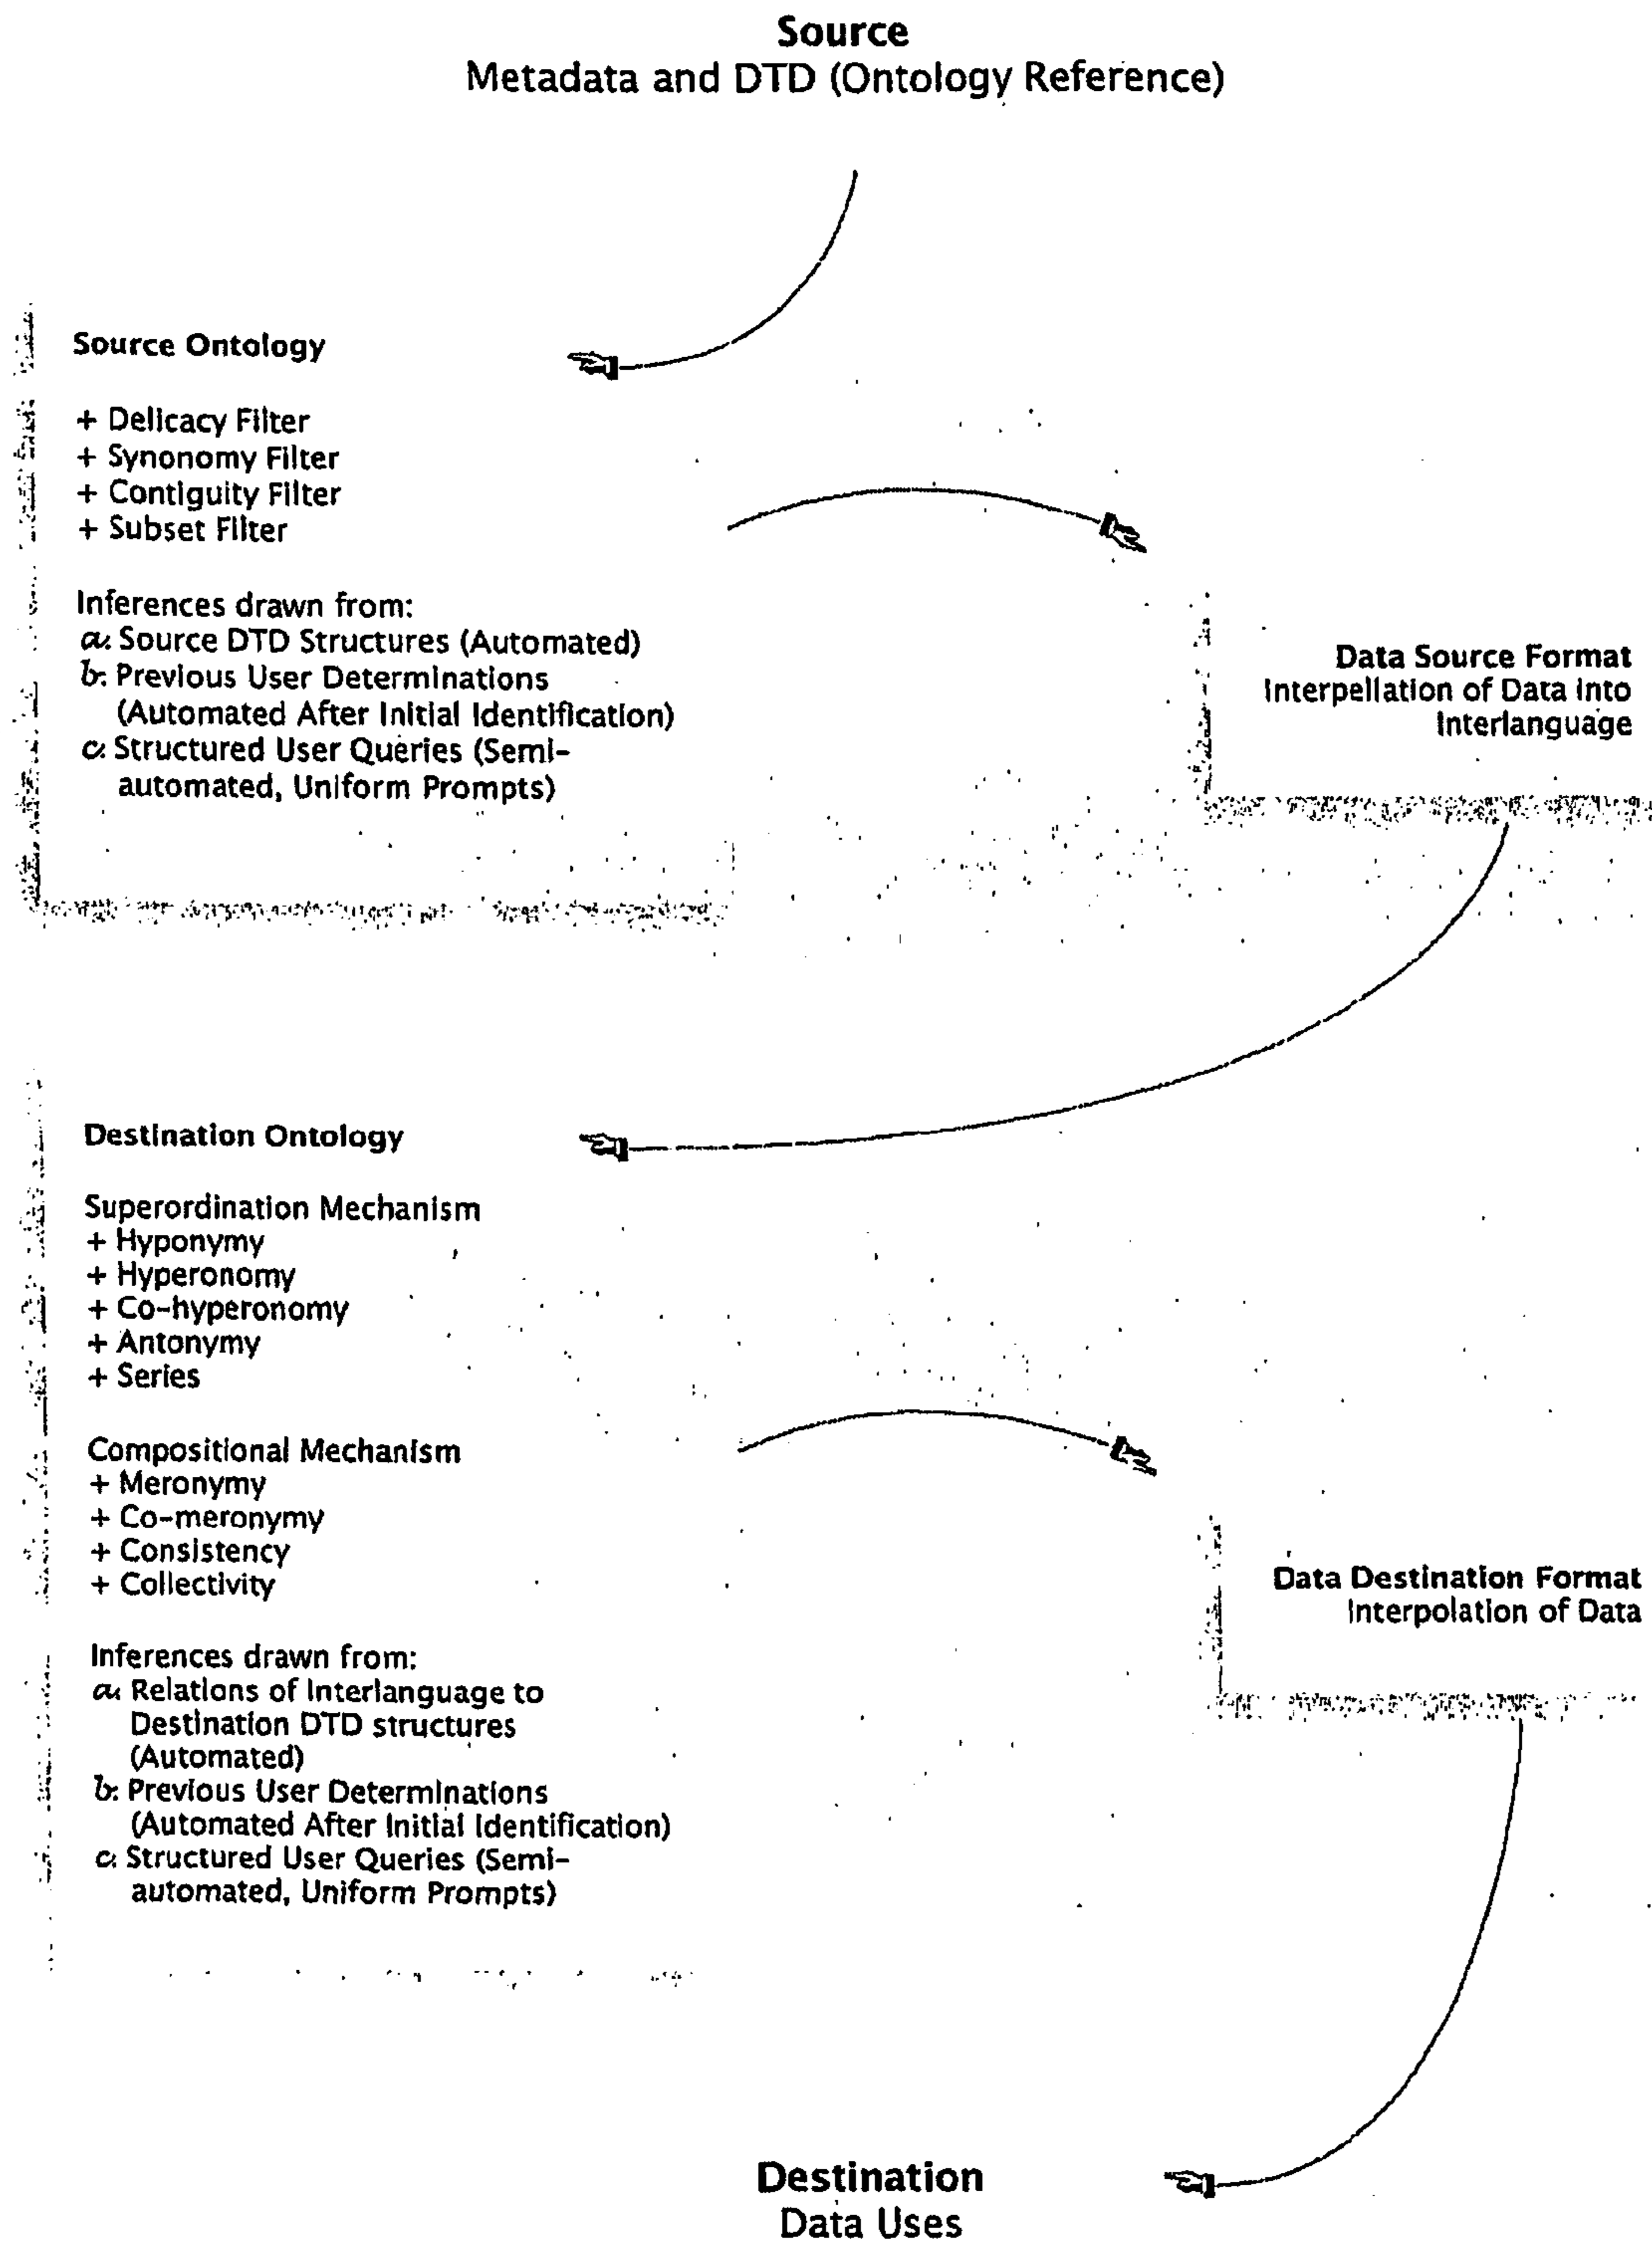 Source
Metadata and DTD (Ontology Reference)
Source Ontology
+ Delicacy Filter
+ Synonomy Filter
+ Contiguity Filter
+ Subset Filter
Inferences drawn from:
a. Source DTD Structures (Automated)
b. Previous User Determinations
(Automated After Initial Identification)
c. Structured User Queries (Semi-
automated, Uniform Prompts)
Data Source Format
Interpellation of Data into
Interlanguage
Destination Ontology
Superordination Mechanism
+ Hyponymy
+ Hyperonomy
+ Co-hyperonomy
+ Antonymy
+ Series
Compositional Mechanism
+ Meronymy
+ Co-meronymy
+ Consistency
+ Collectivity
Inferences drawn from:
a. Relations of Interlanguage to
Destination DTD structures
(Automated)
b. Previous User Determinations
(Automated After Initial Identification)
c. Structured User Queries (Semi-
automated, Uniform Prompts)
Data Destination Format
Interpolation of Data
Destination
Data Uses